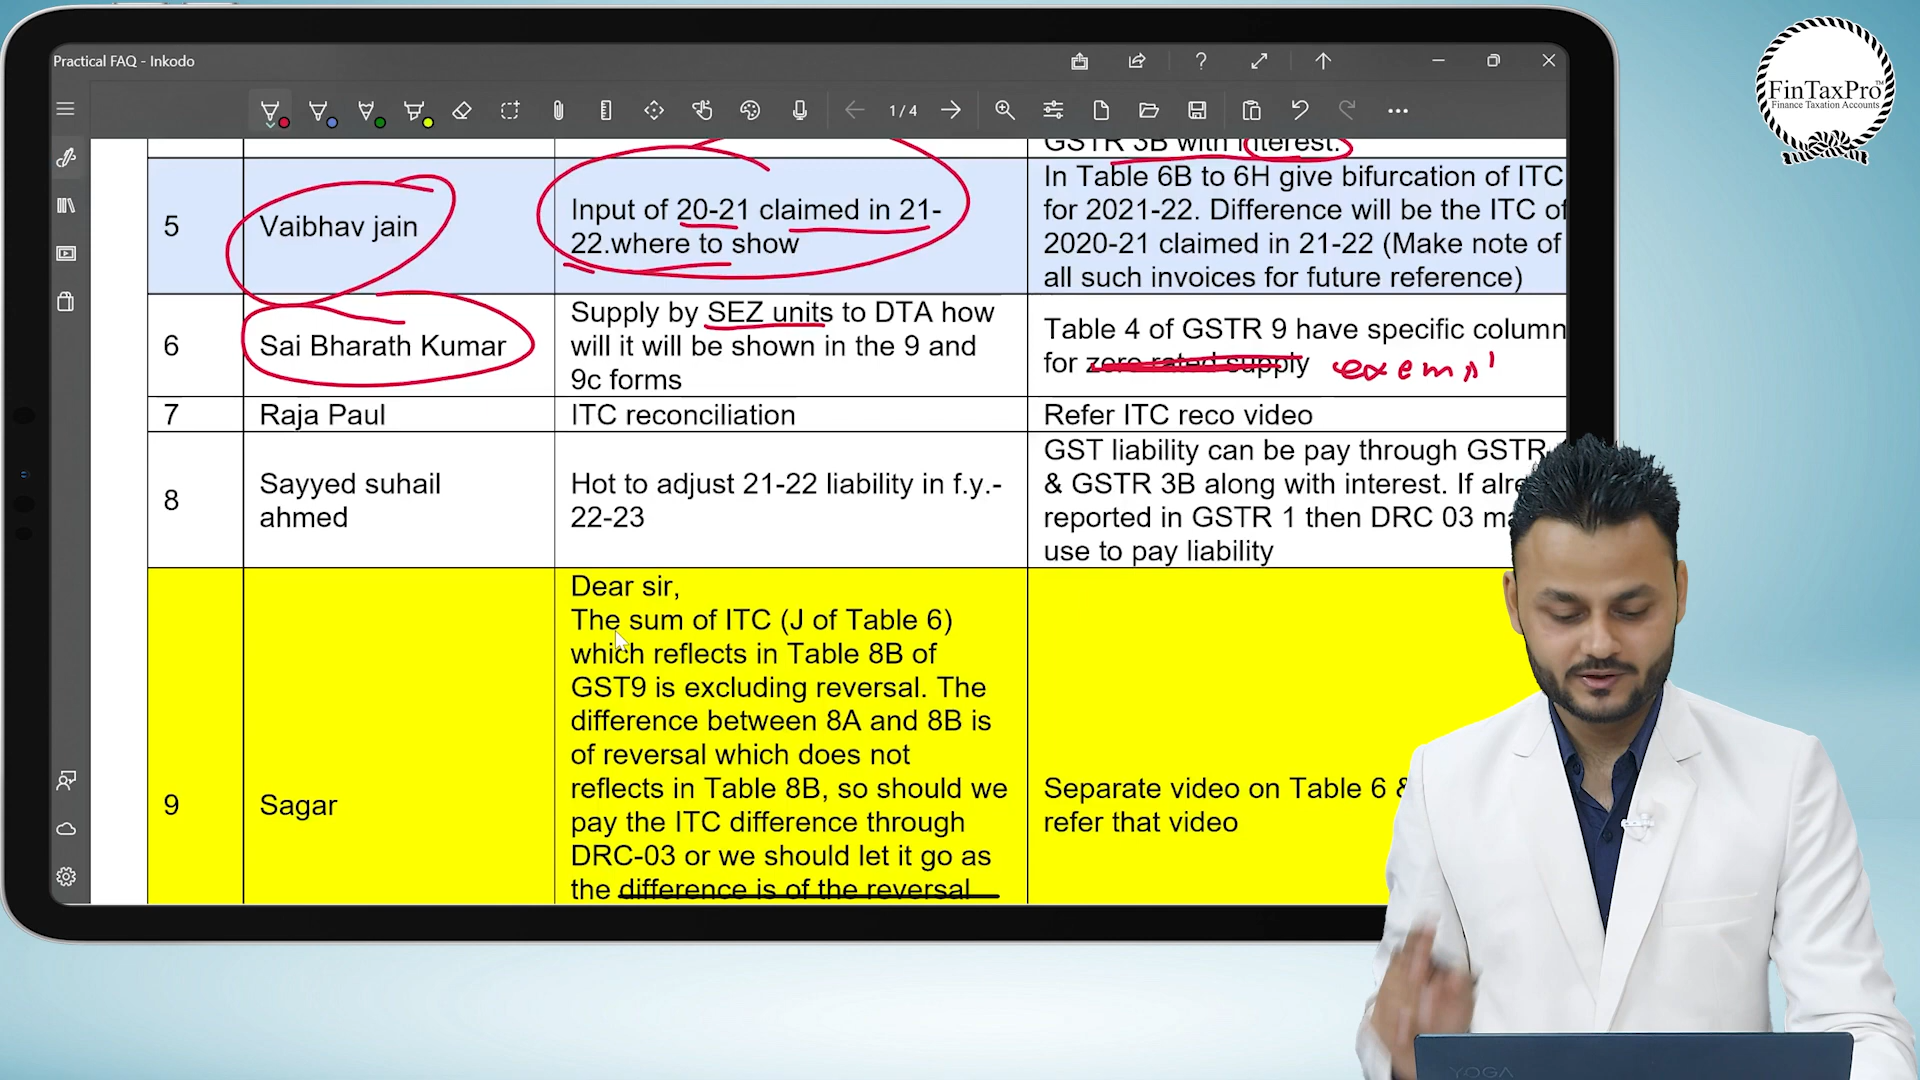 Practical FAQ - Inkodo
1/4
FinTaxPro
Finance Taxation Accounts
GSTR 3B with interest.
5
Vaibhav jain
Input of 20-21 claimed in 21-
22.where to show
In Table 6B to 6H give bifurcation of ITC
for 2021-22. Difference will be the ITC of
2020-21 claimed in 21-22 (Make note of
all such invoices for future reference)
6
Sai Bharath Kumar
Supply by SEZ units to DTA how
will it will be shown in the 9 and
9c forms
Table 4 of GSTR 9 have specific column
for zero rated supply
7
Raja Paul
ITC reconciliation
Refer ITC reco video
8
Sayyed suhail
ahmed
Hot to adjust 21-22 liability in f.y.-
22-23
GST liability can be pay through GSTR
& GSTR 3B along with interest. If
reported in GSTR 1 then DRC 03
use to pay liability
9
Sagar
Dear sir,
The sum of ITC (J of Table 6)
which reflects in Table 8B of
GST9 is excluding reversal. The
difference between 8A and 8B is
of reversal which does not
reflects in Table 8B, so should we
pay the ITC difference through
DRC-03 or we should let it go as
the difference is of the reversal
Separate video on Table 6 &
refer that video
YOGA